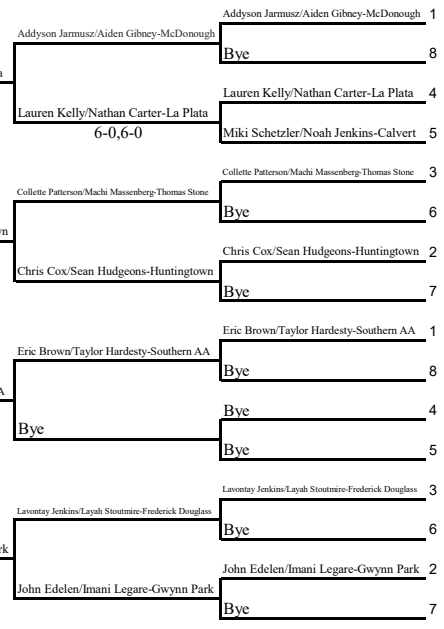 Addyson Jarmusz/Aiden Gibney-McDonough 1
Addyson Jarmusz/Aiden Gibney-McDonough
Bye 8
a
Lauren Kelly/Nathan Carter-La Plata 4
Lauren Kelly/Nathan Carter-La Plata
6-0,6-0
Miki Schetzler/Noah Jenkins-Calvert 5
Collette Patterson/Machi Massenberg-Thomas Stone 3
Collette Patterson/Machi Massenberg-Thomas Stone
Bye 6
wn
Chris Cox/Sean Hudgeons-Huntingtown 2
Chris Cox/Sean Hudgeons-Huntingtown
Bye 7
Eric Brown/Taylor Hardesty-Southern AA 1
Eric Brown/Taylor Hardesty-Southern AA
Bye 8
A
Bye 4
Bye
Bye 5
Lavontay Jenkins/Layah Stoutmire-Frederick Douglass 3
Lavontay Jenkins/Layah Stoutmire-Frederick Douglass
Bye 6
rk
John Edelen/Imani Legare-Gwynn Park 2
John Edelen/Imani Legare-Gwynn Park
Bye 7